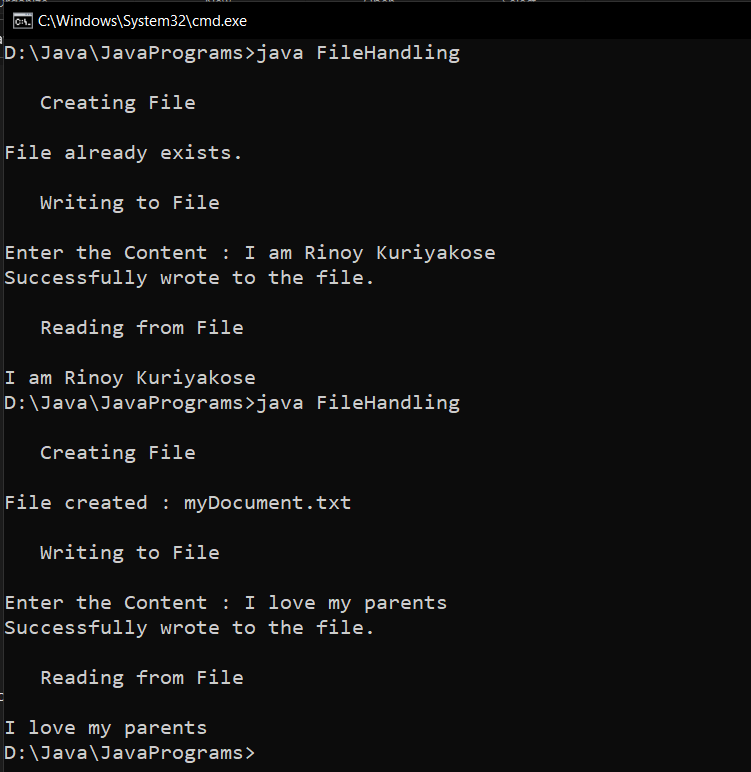 C:\Windows\System32\cmd.exe
D:\Java\JavaPrograms>java FileHandling
Creating File
File already exists.
Writing to File
Enter the Content : I am Rinoy Kuriyakose
Successfully wrote to the file.
Reading from File
I am Rinoy Kuriyakose
D:\Java\JavaPrograms>java FileHandling
Creating File
File created : myDocument.txt
Writing to File
Enter the Content : I love my parents
Successfully wrote to the file.
Reading from File
I love my parents
D:\Java\JavaPrograms>